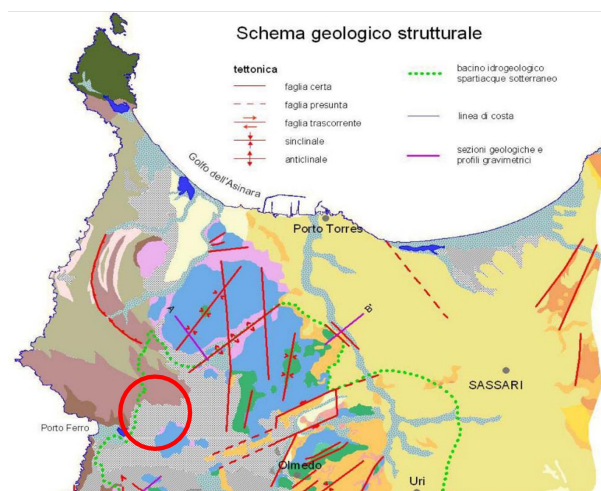 Schema geologico strutturale
tettonica
faglia certa
faglia presunta
faglia trascorrente
sinclinale
anticlinale
bacino idrogeologico
spartiacque sotterraneo
linea di costa
sezioni geologiche e
profili gravimetrici
Golfo dell'Asinara
Porto Torres
A
B'
SASSARI
Porto Ferro
Olmedo
Uri